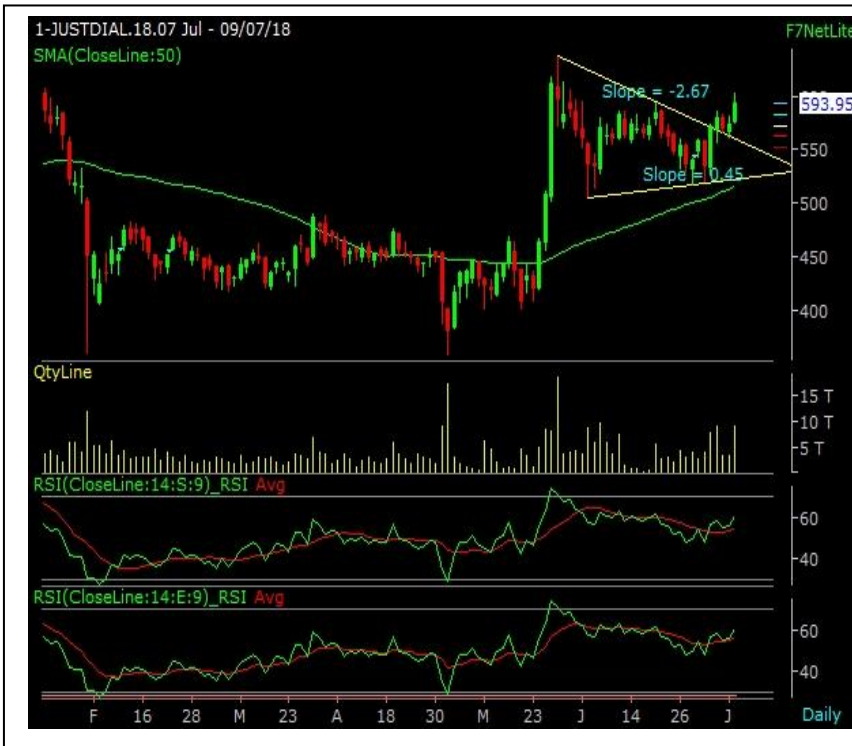 1-JUSTDIAL.18.07 Jul - 09/07/18
F7NetLite
SMA(CloseLine:50)
Slope = -2.67
593.95
550
Slope = 0.45
500
450
400
QtyLine
15 T
10 T
5 T
RSI(CloseLine:14:S:9)_RSI Avg
60
40
RSI(CloseLine:14:E:9)_RSI Avg
60
40
F 16 28 M 23 A 18 30 M 23 J 14 26 J Daily